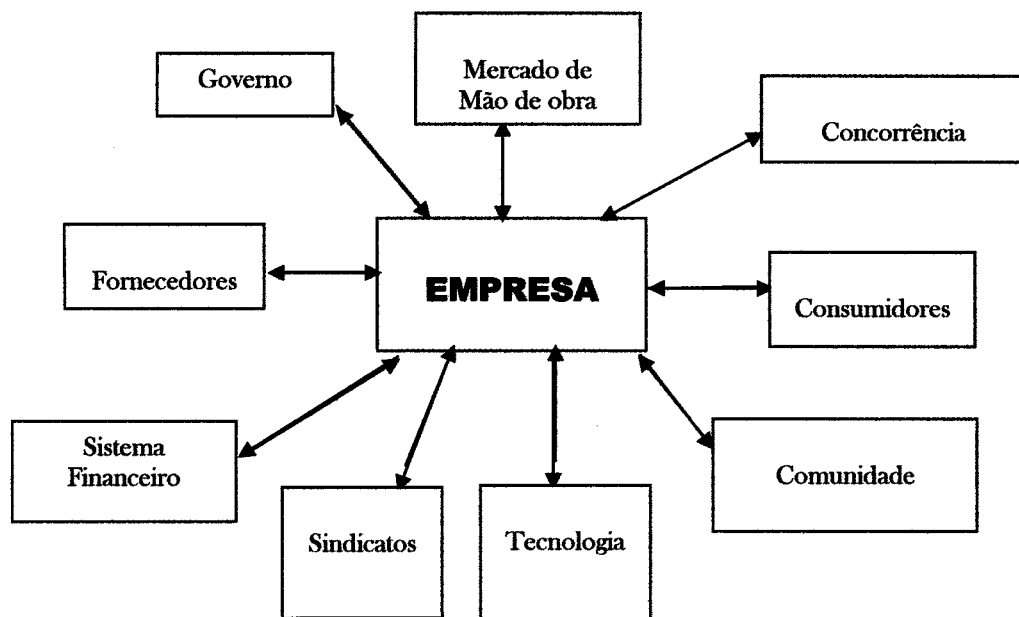 Governo
Mercado de
Mão de obra
Concorrência
Fornecedores
EMPRESA
Consumidores
Sistema
Financeiro
Sindicatos
Tecnologia
Comunidade